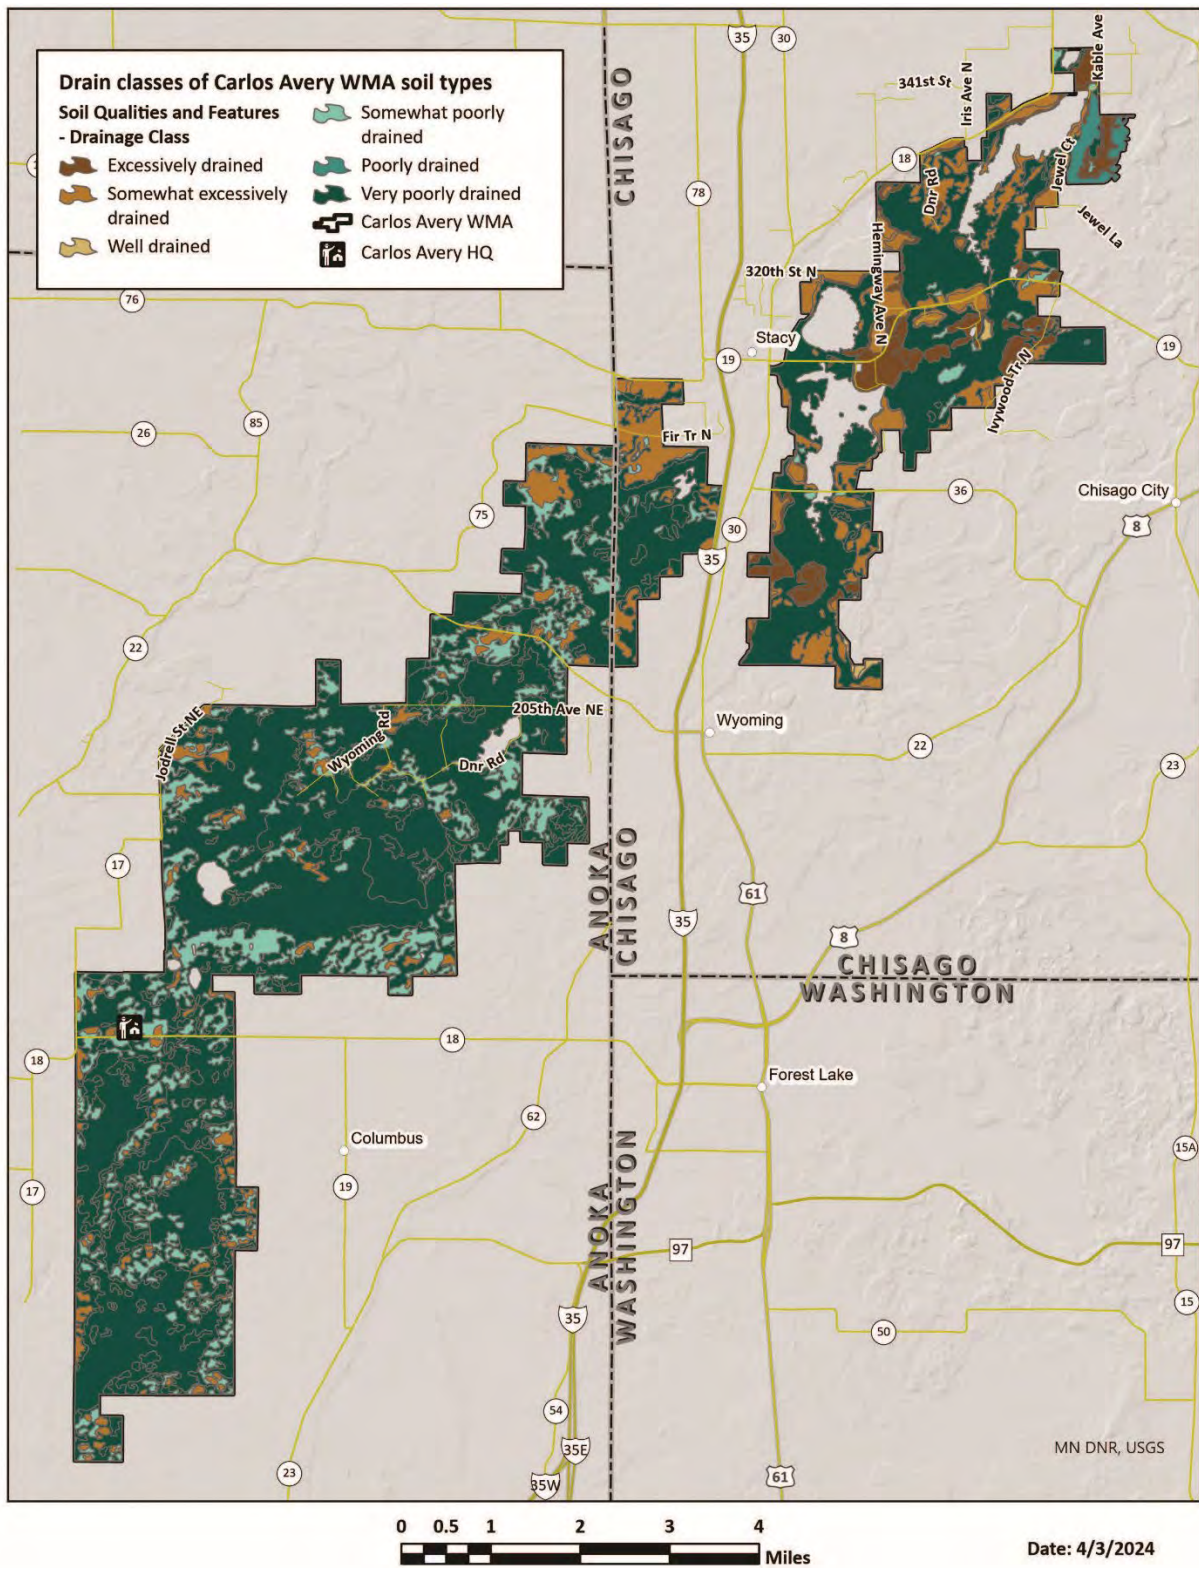 Drain classes of Carlos Avery WMA soil types
Soil Qualities and Features
- Drainage Class
Excessively drained
Somewhat excessively
drained
Well drained
Somewhat poorly
drained
Poorly drained
Very poorly drained
Carlos Avery WMA
Carlos Avery HQ
35
30
CHISAGO
78
18
341st St
Iris Ave N
Kable Ave
Jewel Ct
Jewel La
Dnr Rd
Hemingway Ave N
320th St N
76
Stacy
19
19
Ivywood Tr N
85
26
Fir Tr N
75
36
Chisago City
8
30
35
22
205th Ave NE
Jodrell St NE
Wyoming Rd
Dnr Rd
Wyoming
22
23
17
ANOKA
CHISAGO
61
35
8
CHISAGO
WASHINGTON
18
18
Forest Lake
62
Columbus
15A
17
19
ANOKA
WASHINGTON
97
97
35
50
15
54
35E
35W
23
61
MN DNR, USGS
0 0.5 1 2 3 4
Miles
Date: 4/3/2024